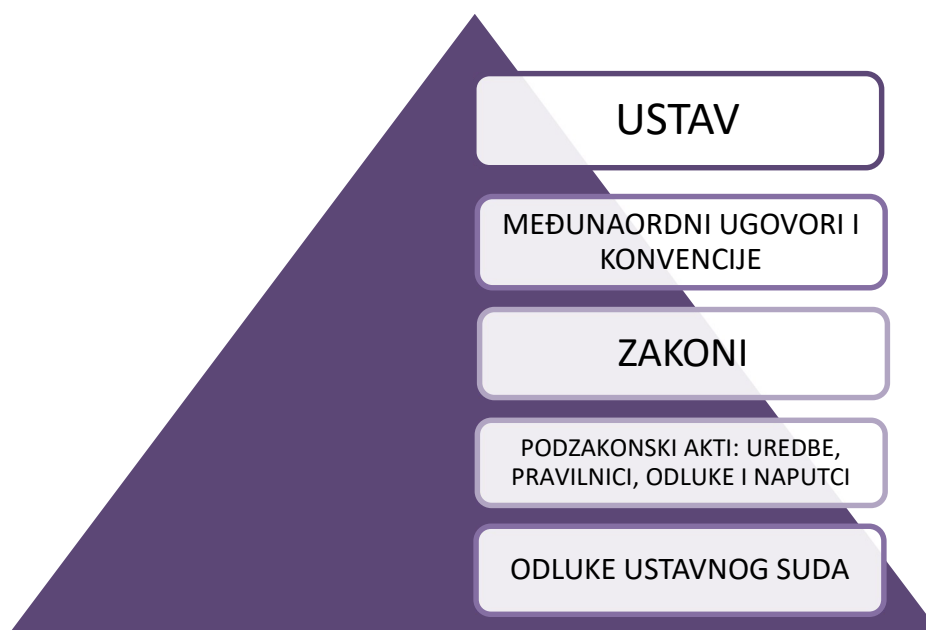 USTAV
MEĐUNAORDNI UGOVORI I
KONVENCIJE
ZAKONI
PODZAKONSKI AKTI: UREDBE,
PRAVILNICI, ODLUKE I NAPUTCI
ODLUKE USTAVNOG SUDA